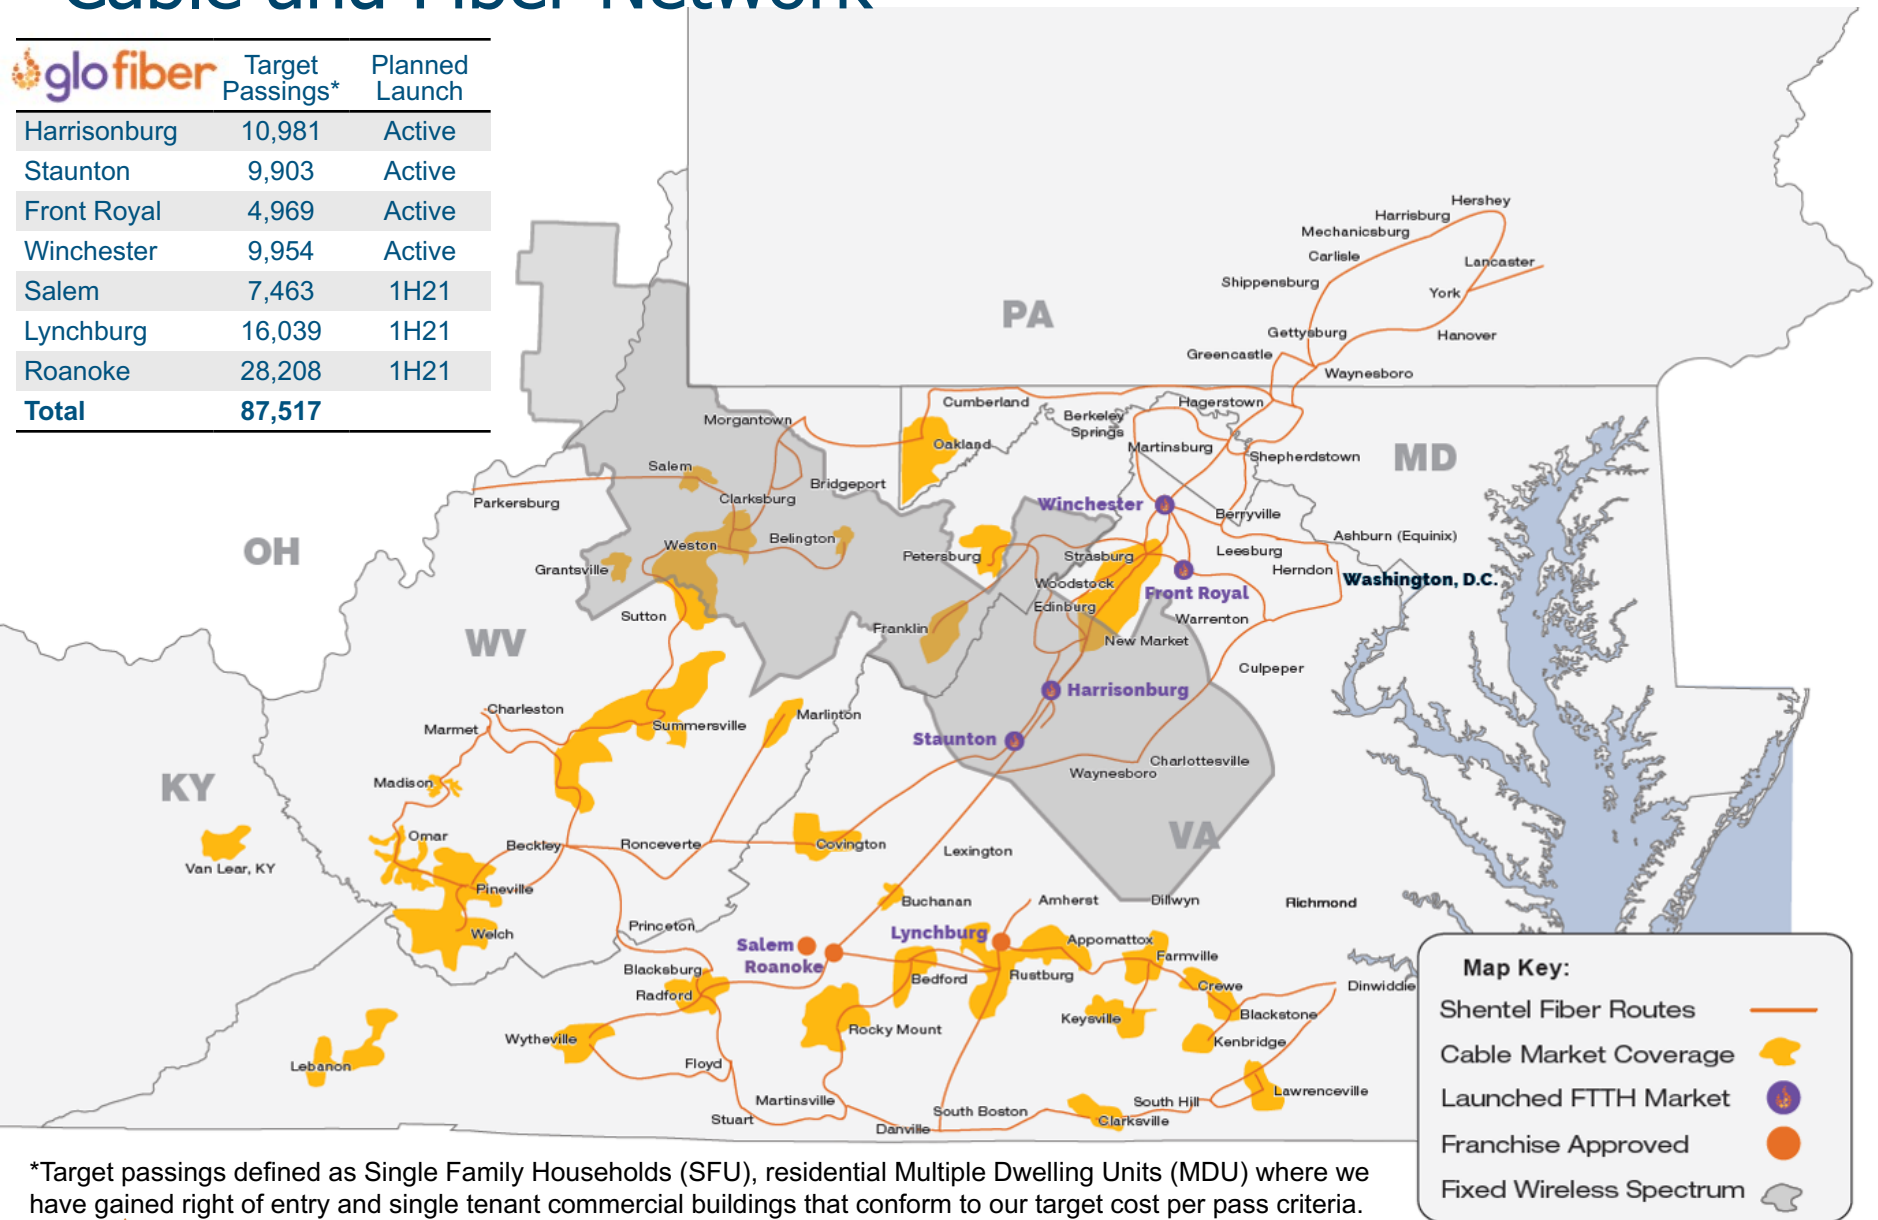 Cable and Fiber Network
glo fiber Target Passings* Planned Launch
Harrisonburg 10,981 Active
Staunton 9,903 Active
Front Royal 4,969 Active
Winchester 9,954 Active
Salem 7,463 1H21
Lynchburg 16,039 1H21
Roanoke 28,208 1H21
Total 87,517
Hershey
Harrisburg
Mechanicsburg
Carlisle
Lancaster
Shippensburg
York
PA
Gettysburg
Hanover
Greencastle
Waynesboro
Cumberland
Hagerstown
Berkeley
Springs
Morgantown
Oakland
Martinsburg
Shepherdstown
MD
Salem
Bridgeport
Parkersburg
Clarksburg
Winchester
Berryville
OH
Weston
Belington
Petersburg
Strasburg
Leesburg
Ashburn (Equinix)
Grantsville
Woodstock
Herndon
Washington, D.C.
Front Royal
Edinburg
Sutton
Franklin
Warrenton
WV
New Market
Culpeper
Harrisonburg
Charleston
Marlinton
Marmet
Summersville
Staunton
Charlottesville
Waynesboro
KY
Madison
VA
Omar
Beckley
Ronceverte
Covington
Lexington
Van Lear, KY
Pineville
Buchanan
Amherst
Dillwyn
Richmond
Welch
Princeton
Salem
Lynchburg
Appomattox
Roanoke
Farmville
Blacksburg
Bedford
Rustburg
Radford
Crewe
Dinwiddie
Keysville
Blackstone
Wytheville
Rocky Mount
Kenbridge
Lebanon
Floyd
Lawrenceville
Martinsville
South Hill
South Boston
Stuart
Clarksville
Danville
Map Key:
Shentel Fiber Routes
Cable Market Coverage
Launched FTTH Market
Franchise Approved
Fixed Wireless Spectrum
*Target passings defined as Single Family Households (SFU), residential Multiple Dwelling Units (MDU) where we
have gained right of entry and single tenant commercial buildings that conform to our target cost per pass criteria.